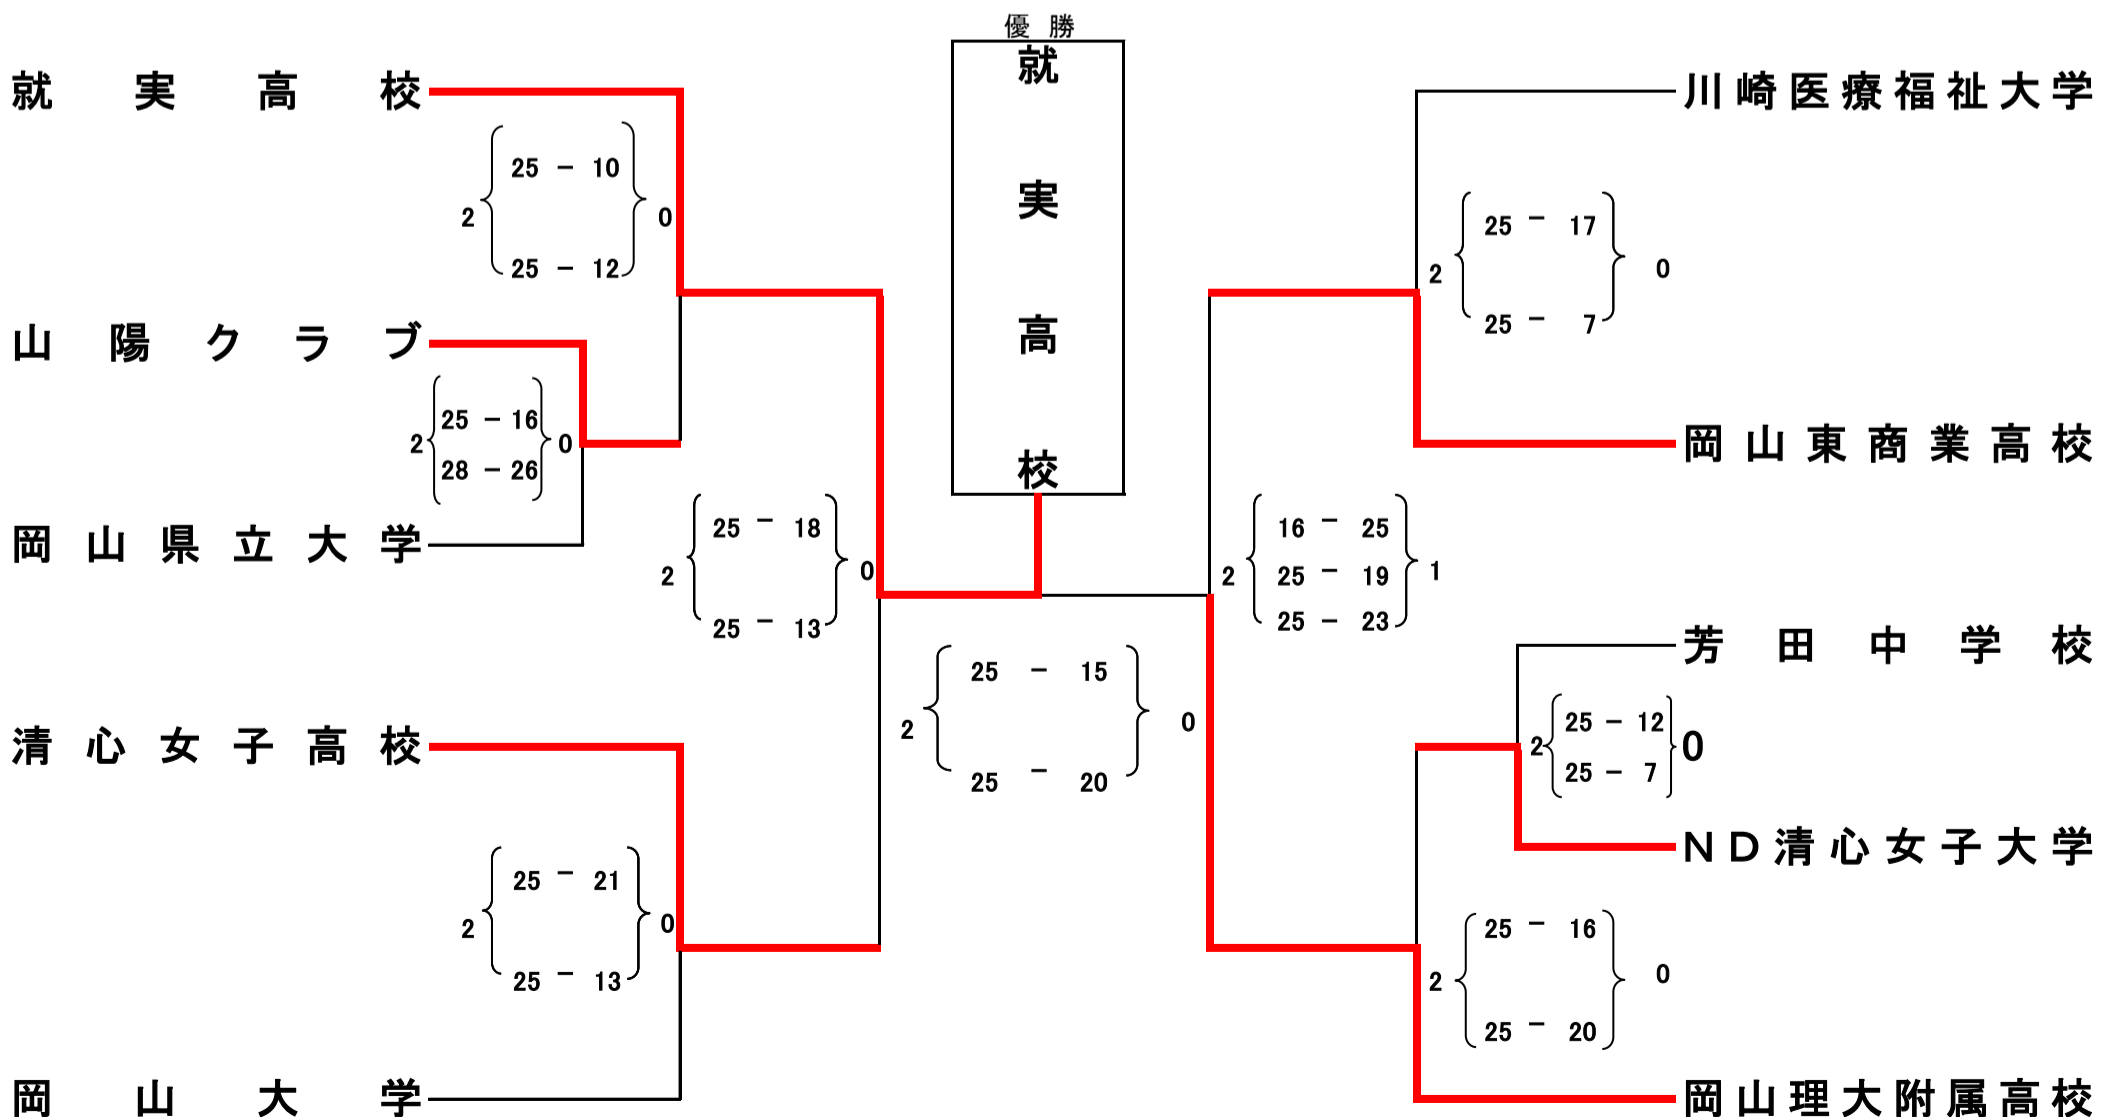 優勝
就実高校
就実高校
2 25 - 10 0
25 - 12
山陽クラブ
2 25 - 16 0
28 - 26
岡山県立大学
2 25 - 18 0
25 - 13
清心女子高校
2 25 - 21 0
25 - 13
岡山大学
2 25 - 15 0
25 - 20
川崎医療福祉大学
2 25 - 17 0
25 - 7
岡山東商業高校
2 16 - 25 1
25 - 19
25 - 23
芳田中学校
2 25 - 12 0
25 - 7
ND清心女子大学
2 25 - 16 0
25 - 20
岡山理大附属高校